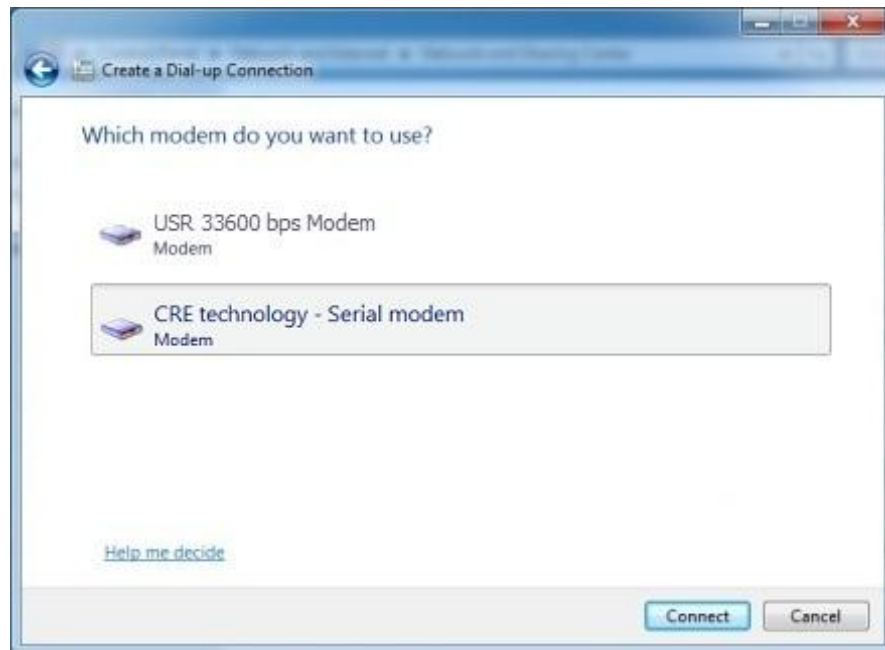 Create a Dial-up Connection
Which modem do you want to use?
USR 33600 bps Modem
Modem
CRE technology - Serial modem
Modem
Help me decide
Connect Cancel